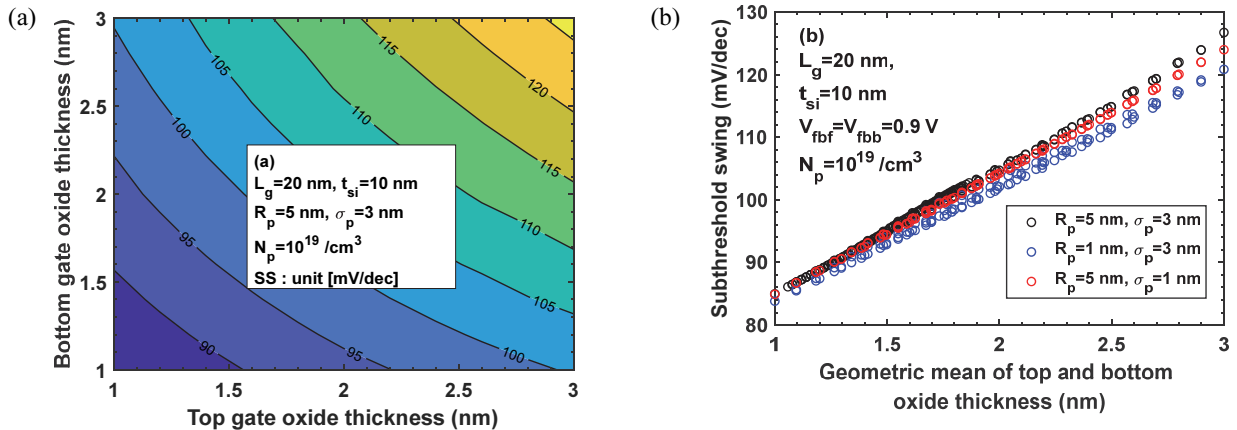 (a)
Bottom gate oxide thickness (nm)
3
2.5
2
1.5
1
115
120
105
110
100
115
95
110
105
90
95
100
(a)
L_g=20 nm, t_si=10 nm
R_p=5 nm, σ_p=3 nm
N_p=10^19 /cm^3
SS : unit [mV/dec]
1 1.5 2 2.5 3
Top gate oxide thickness (nm)
(b)
Subthreshold swing (mV/dec)
130
120
110
100
90
80
(b)
L_g=20 nm,
t_si=10 nm
V_fbf=V_fbb=0.9 V
N_p=10^19 /cm^3
R_p=5 nm, σ_p=3 nm
R_p=1 nm, σ_p=3 nm
R_p=5 nm, σ_p=1 nm
1 1.5 2 2.5 3
Geometric mean of top and bottom
oxide thickness (nm)